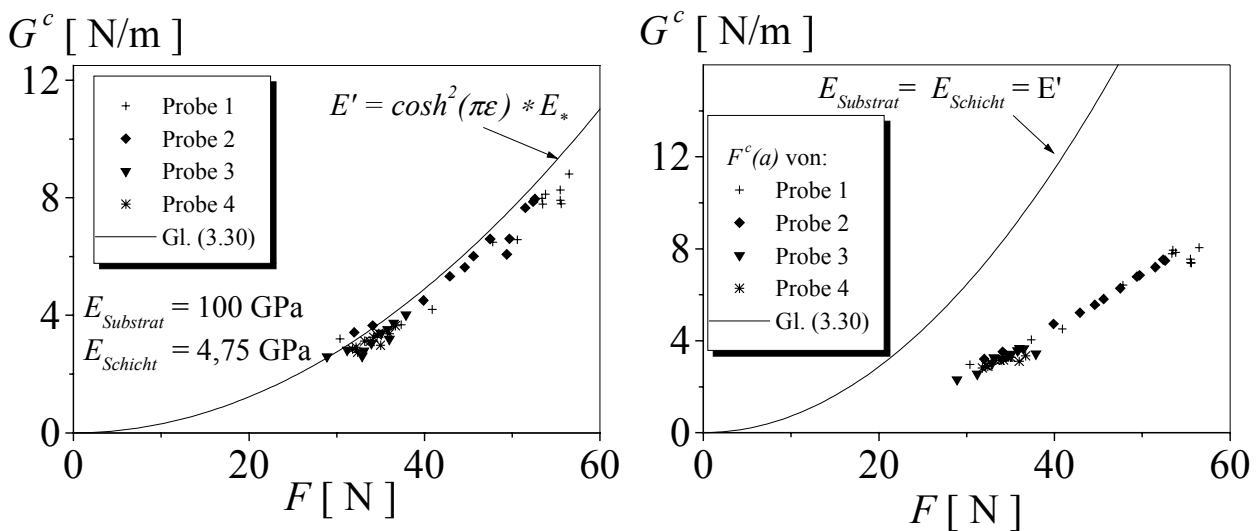 G^c [ N/m ]
12
8
4
0
0
20
40
60
F [ N ]
Probe 1
Probe 2
Probe 3
Probe 4
Gl. (3.30)
E' = cosh²(πε) * E_*
E_Substrat = 100 GPa
E_Schicht = 4,75 GPa
G^c [ N/m ]
12
8
4
0
0
20
40
60
F [ N ]
E_Substrat = E_Schicht = E'
F^c(a) von:
Probe 1
Probe 2
Probe 3
Probe 4
Gl. (3.30)